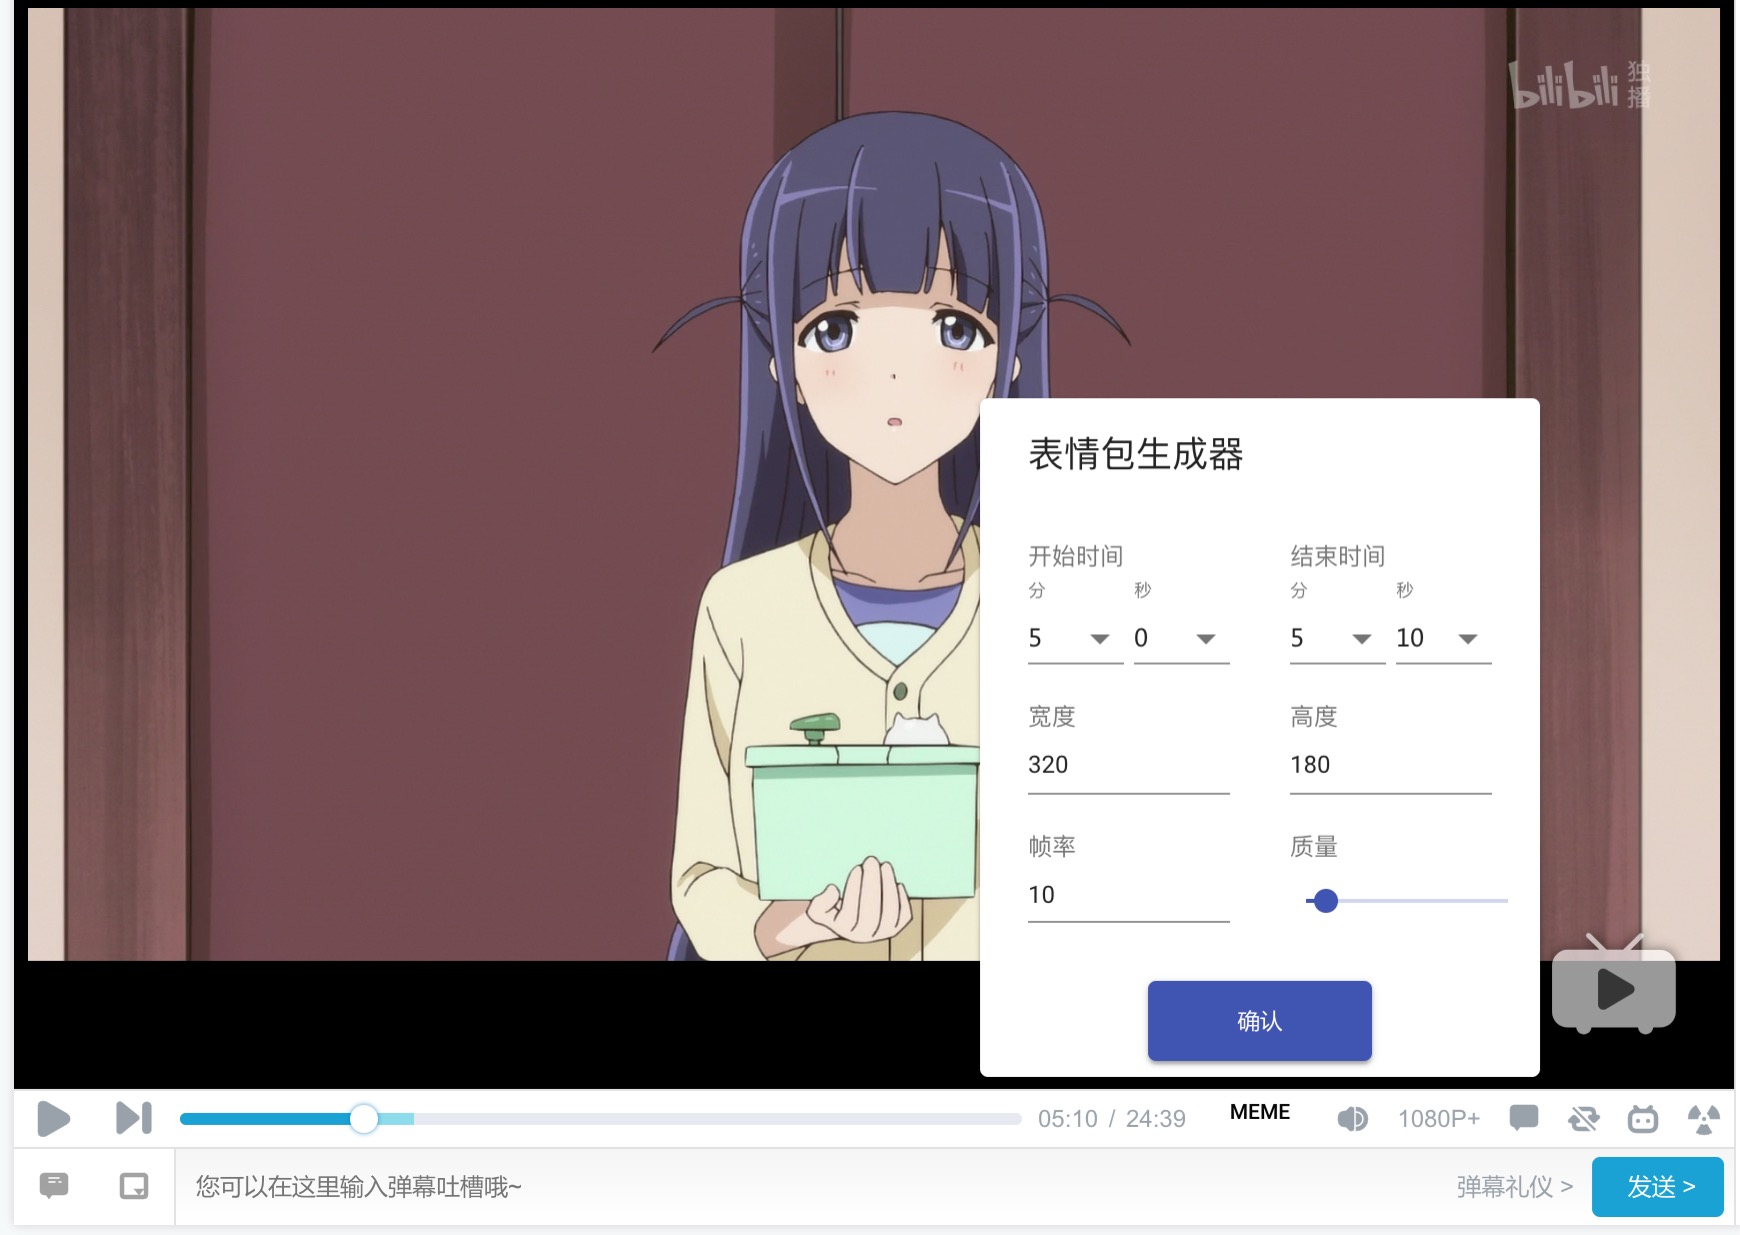 bilibili 独播
表情包生成器
开始时间 结束时间
分 秒 分 秒
5 0 5 10
宽度 高度
320 180
帧率 质量
10
确认
05:10 / 24:39 MEME 1080P+
您可以在这里输入弹幕吐槽哦~ 弹幕礼仪 > 发送 >